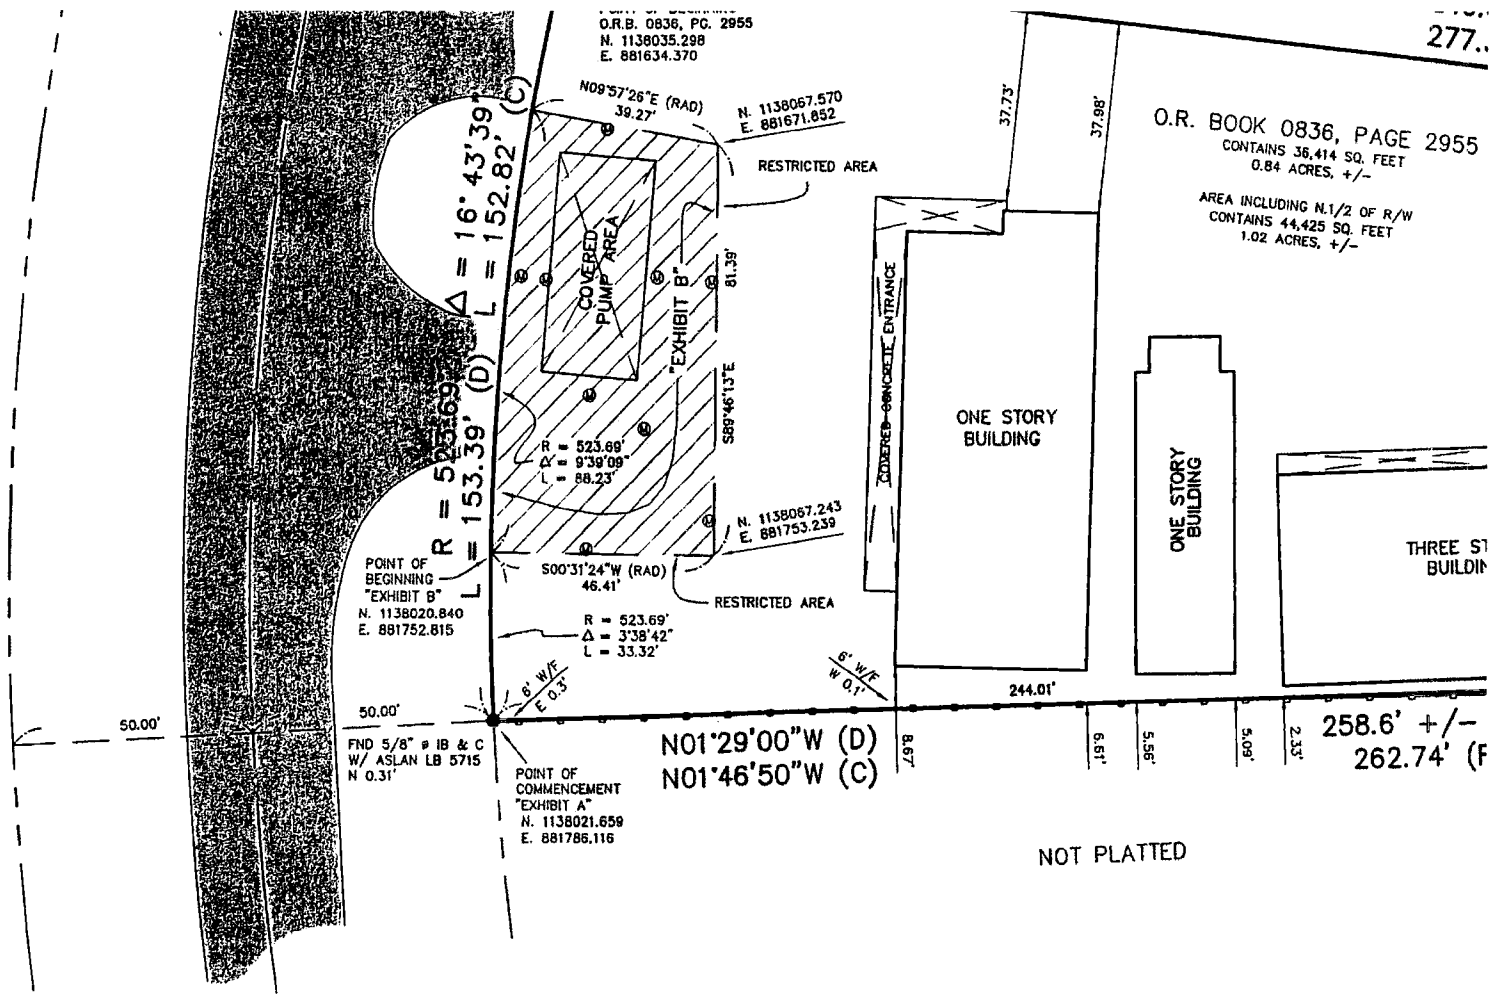 O.R.B. 0836, PG. 2955
N. 1138035.298
E. 881634.370
277.
N09°57'26"E (RAD)
39.27'
N. 1138067.570
E. 881671.852
RESTRICTED AREA
37.73'
37.98'
O.R. BOOK 0836, PAGE 2955
CONTAINS 36,414 SQ. FEET
0.84 ACRES, +/-
AREA INCLUDING N.1/2 OF R/W
CONTAINS 44,425 SQ. FEET
1.02 ACRES, +/-
Δ = 16°43'39"
L = 152.82' (C)
R = 523.69'
L = 153.39' (D)
COVERED
PUMP AREA
"EXHIBIT B"
81.39'
S89°46'13"E
COVERED CONCRETE ENTRANCE
ONE STORY
BUILDING
ONE STORY
BUILDING
THREE ST
BUILDIN
R = 523.69'
Δ = 9°39'09"
L = 88.23'
N. 1138067.243
E. 881753.239
S00°31'24"W (RAD)
46.41'
RESTRICTED AREA
POINT OF
BEGINNING
"EXHIBIT B"
N. 1138020.840
E. 881752.815
R = 523.69'
Δ = 3°38'42"
L = 33.32'
6' W/F
E 0.3'
6' W/F
W 0.1'
244.01'
50.00'
50.00'
FND 5/8" ø IB & C
W/ ASLAN LB 5715
N 0.31'
POINT OF
COMMENCEMENT
"EXHIBIT A"
N. 1138021.659
E. 881786.116
N01°29'00"W (D)
N01°46'50"W (C)
8.67'
6.51'
5.56'
5.09'
2.33'
258.6' +/-
262.74' (P
NOT PLATTED